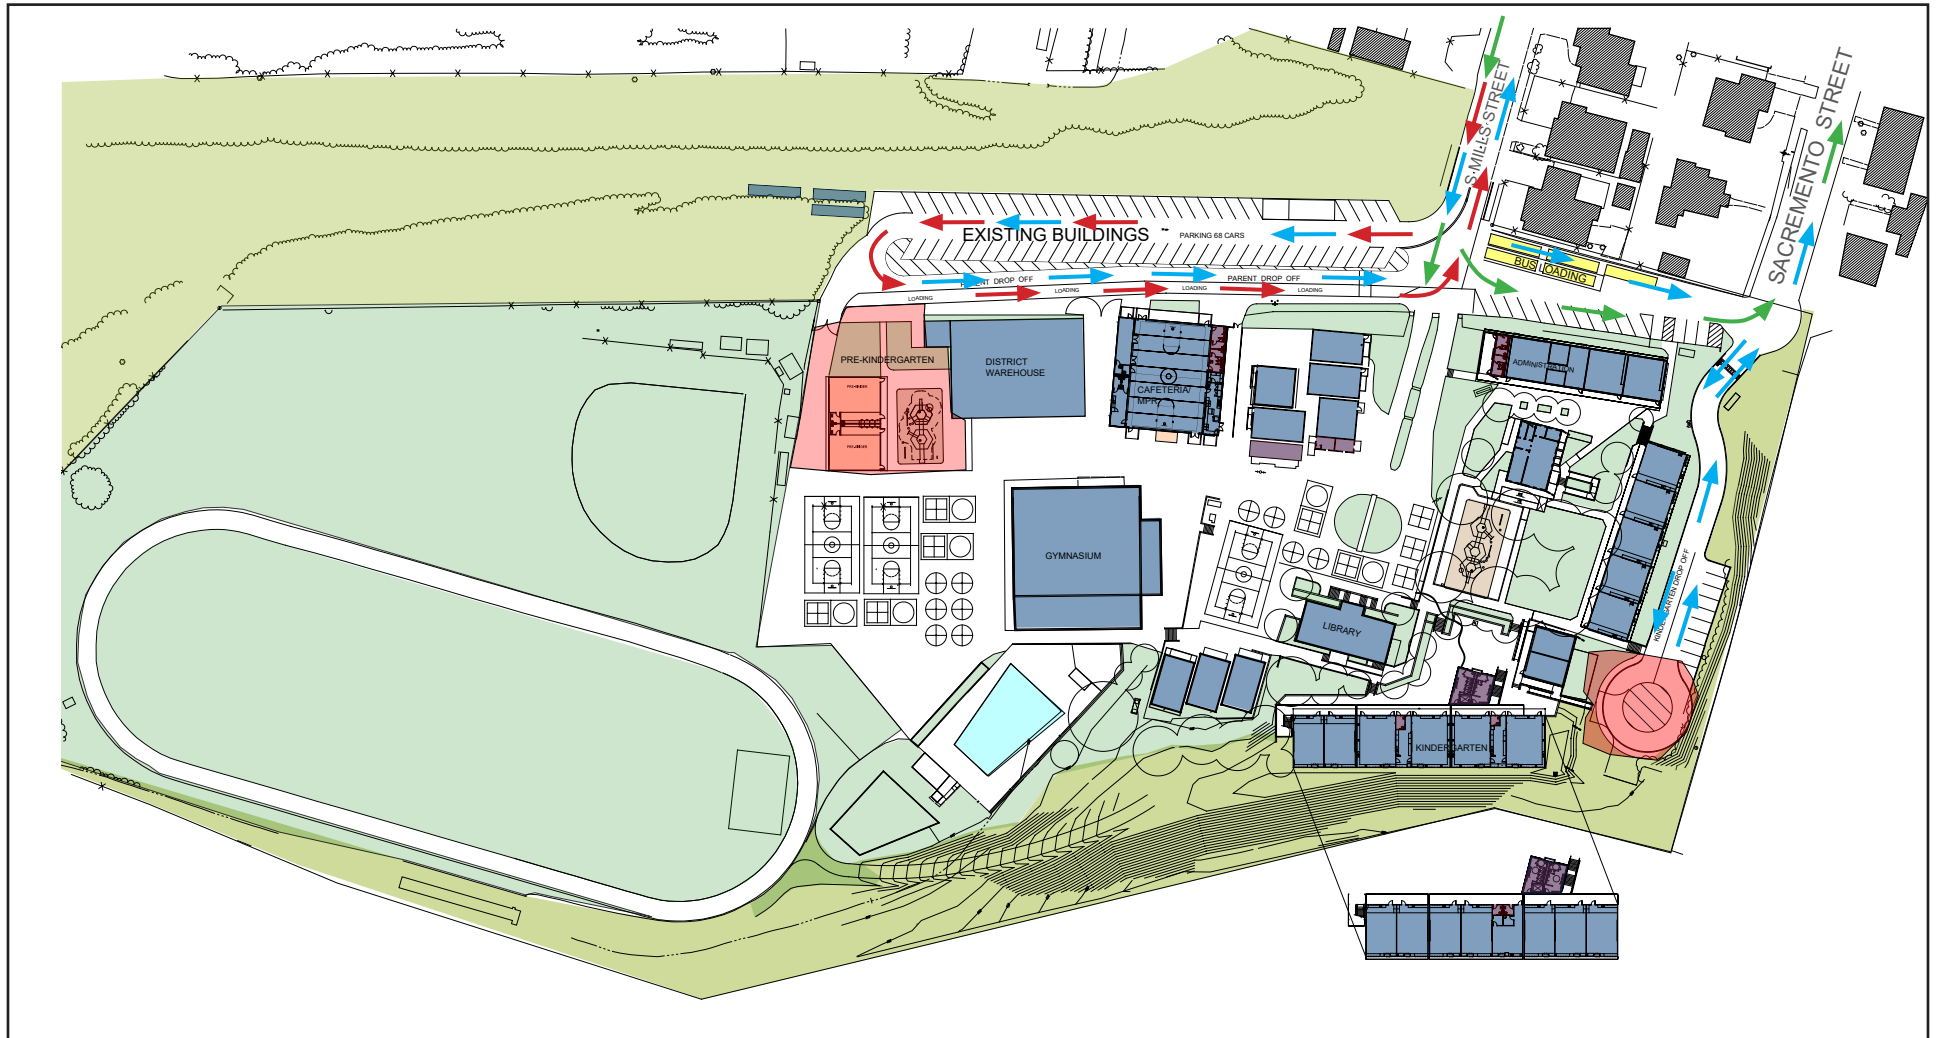 S MILLS STREET
SACREMENTO STREET
EXISTING BUILDINGS
PARKING 68 CARS
BUS LOADING
PARENT DROP OFF
PARENT DROP OFF
LOADING
LOADING
LOADING
LOADING
PRE-KINDERGARTEN
DISTRICT
WAREHOUSE
CAFETERIA/
MPR
ADMINISTRATION
GYMNASIUM
LIBRARY
KINDERGARTEN DROP OFF
KINDERGARTEN